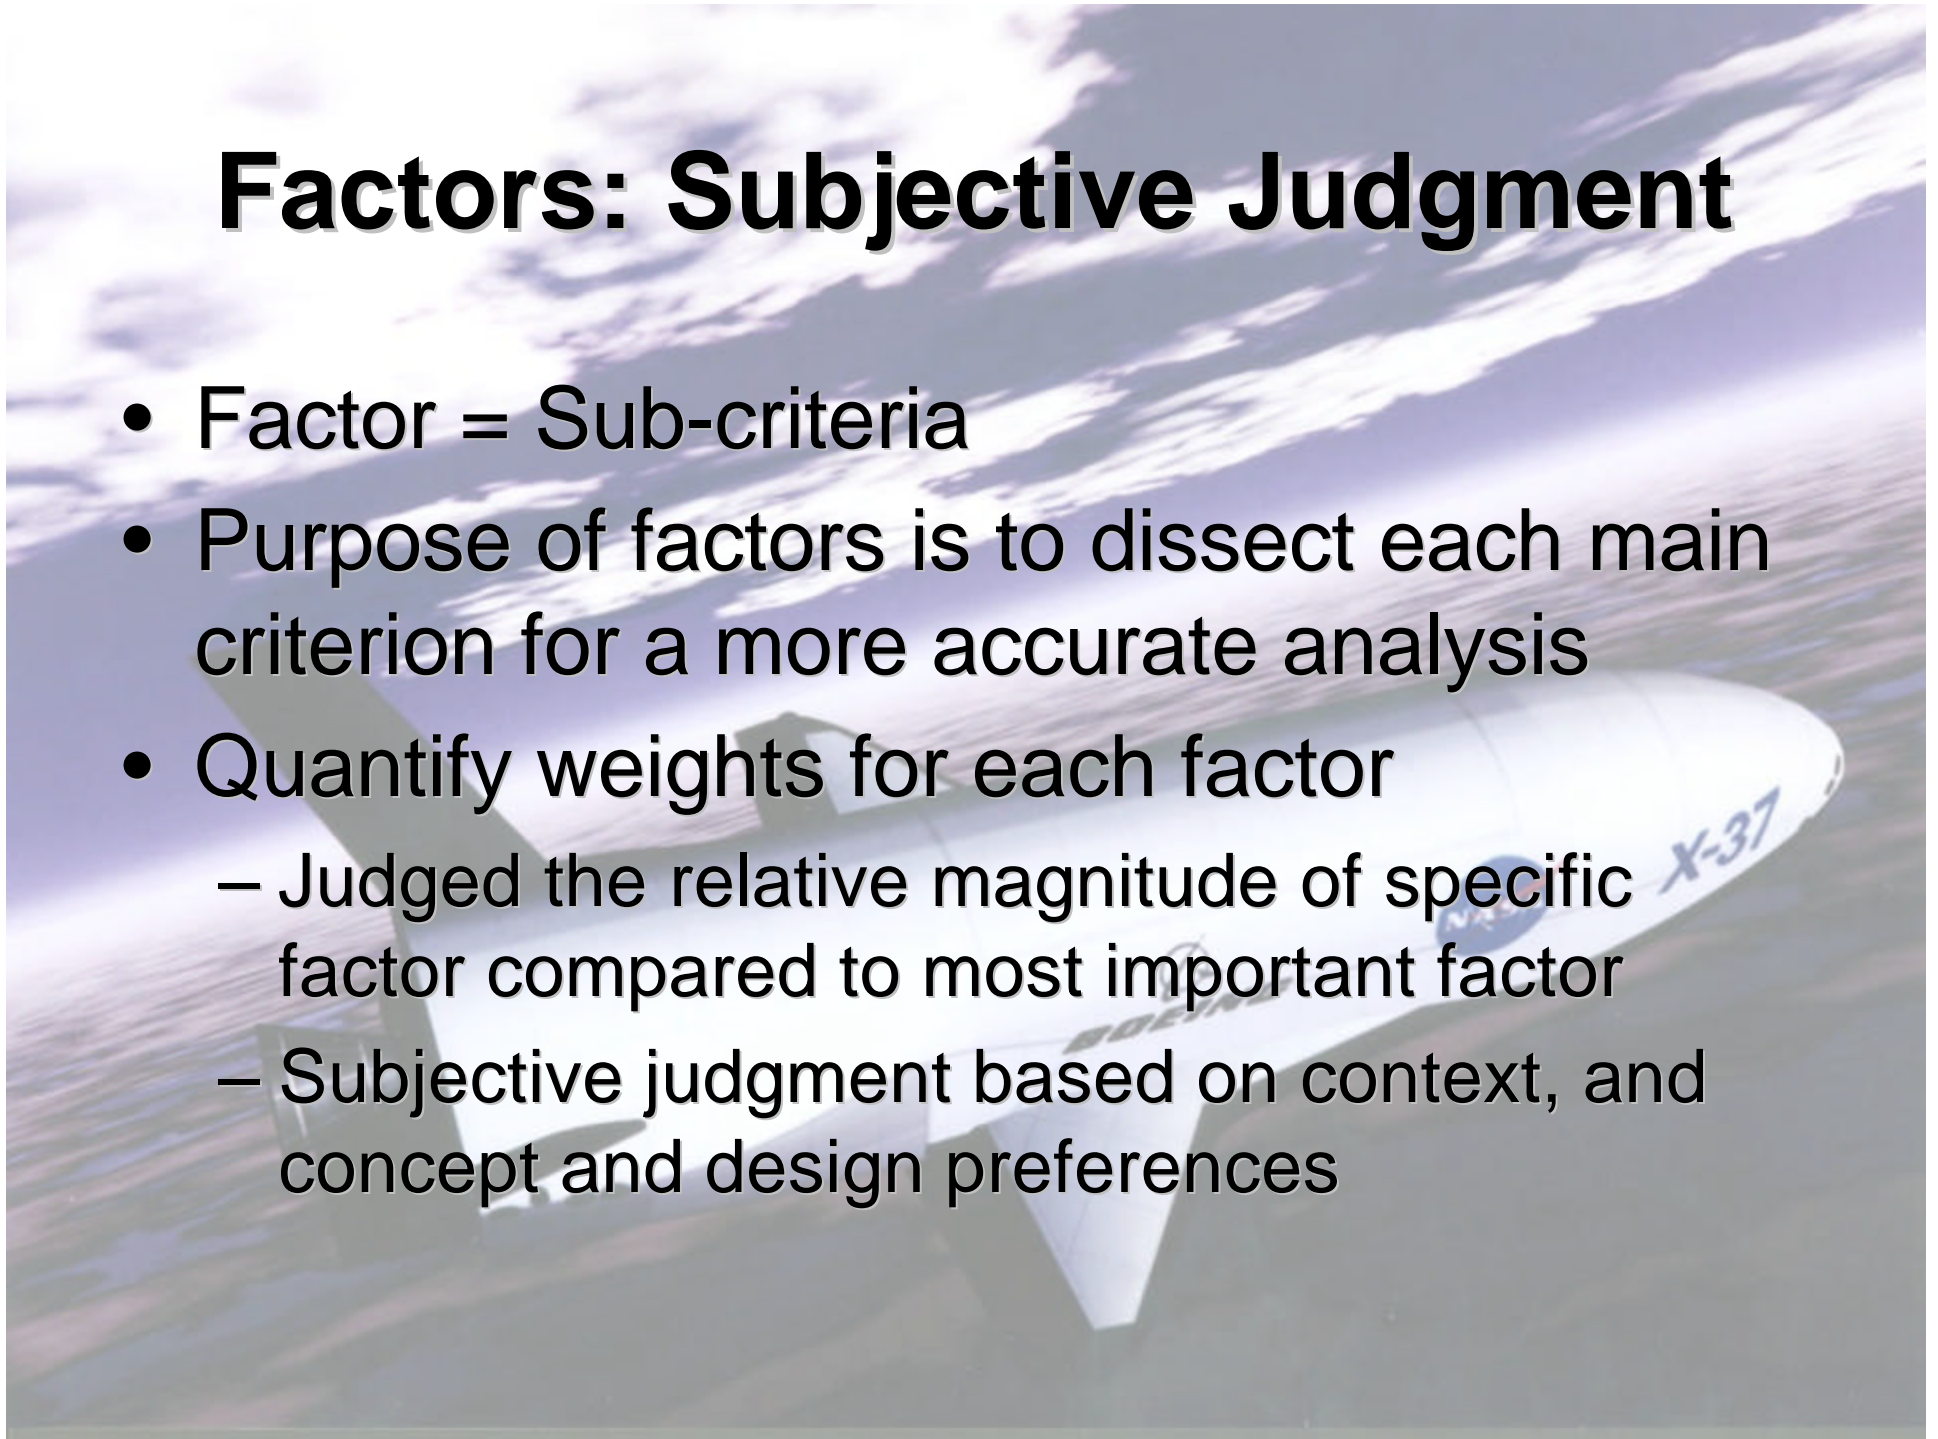 Factors: Subjective Judgment
• Factor = Sub-criteria
• Purpose of factors is to dissect each main
criterion for a more accurate analysis
• Quantify weights for each factor
– Judged the relative magnitude of specific
factor compared to most important factor
– Subjective judgment based on context, and
concept and design preferences
X-37
NASA
BOEING